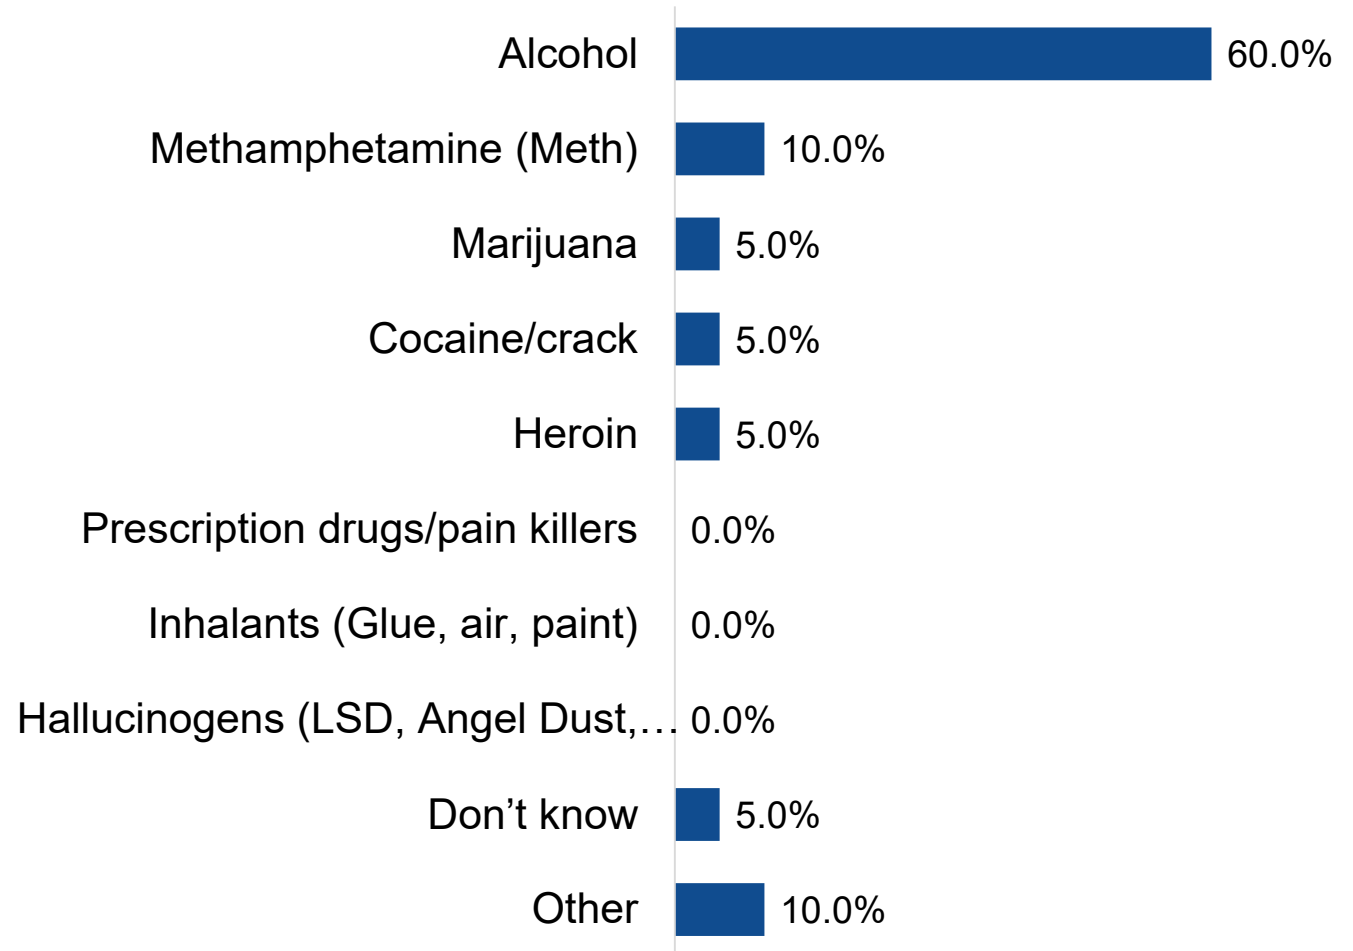 Alcohol 60.0%
Methamphetamine (Meth) 10.0%
Marijuana 5.0%
Cocaine/crack 5.0%
Heroin 5.0%
Prescription drugs/pain killers 0.0%
Inhalants (Glue, air, paint) 0.0%
Hallucinogens (LSD, Angel Dust,… 0.0%
Don’t know 5.0%
Other 10.0%